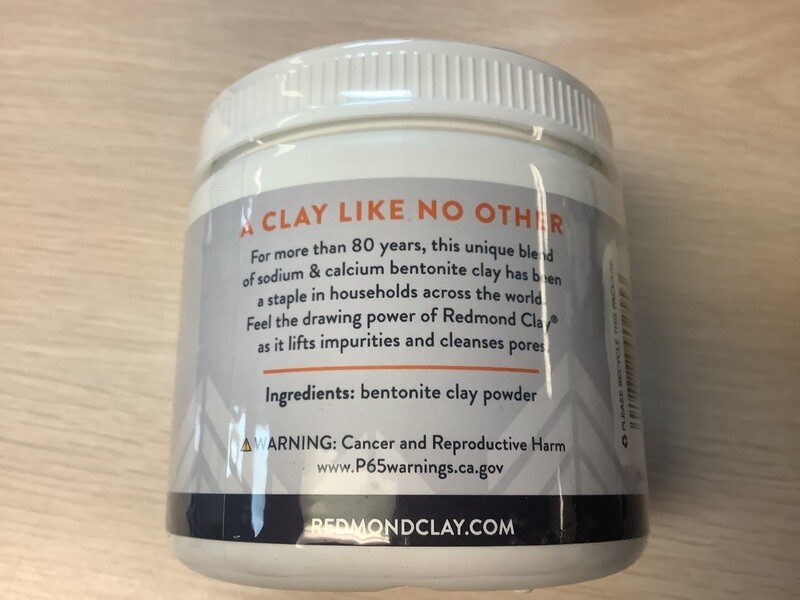 A CLAY LIKE NO OTHER
For more than 80 years, this unique blend
of sodium & calcium bentonite clay has been
a staple in households across the world.
Feel the drawing power of Redmond Clay®
as it lifts impurities and cleanses pores.
Ingredients: bentonite clay powder
⚠WARNING: Cancer and Reproductive Harm
www.P65warnings.ca.gov
REDMONDCLAY.COM
PLEASE RECYCLE THIS PACKAGE